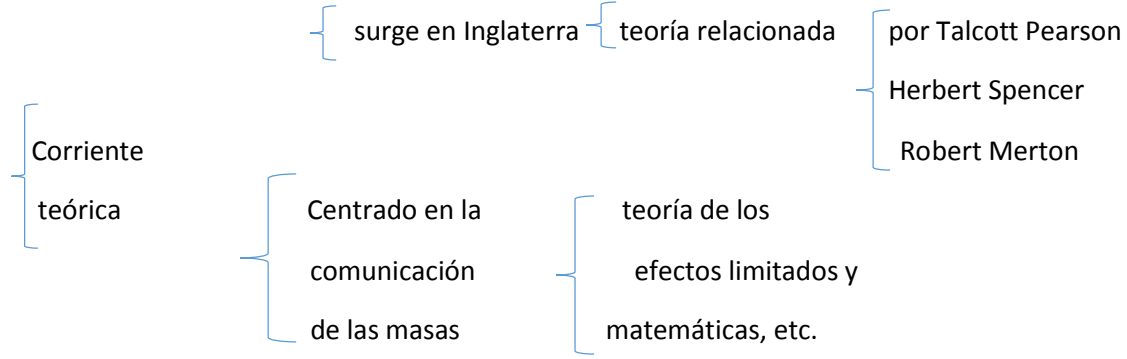 surge en Inglaterra teoría relacionada por Talcott Pearson
Herbert Spencer
Robert Merton
Corriente
teórica
Centrado en la
comunicación
de las masas
teoría de los
efectos limitados y
matemáticas, etc.